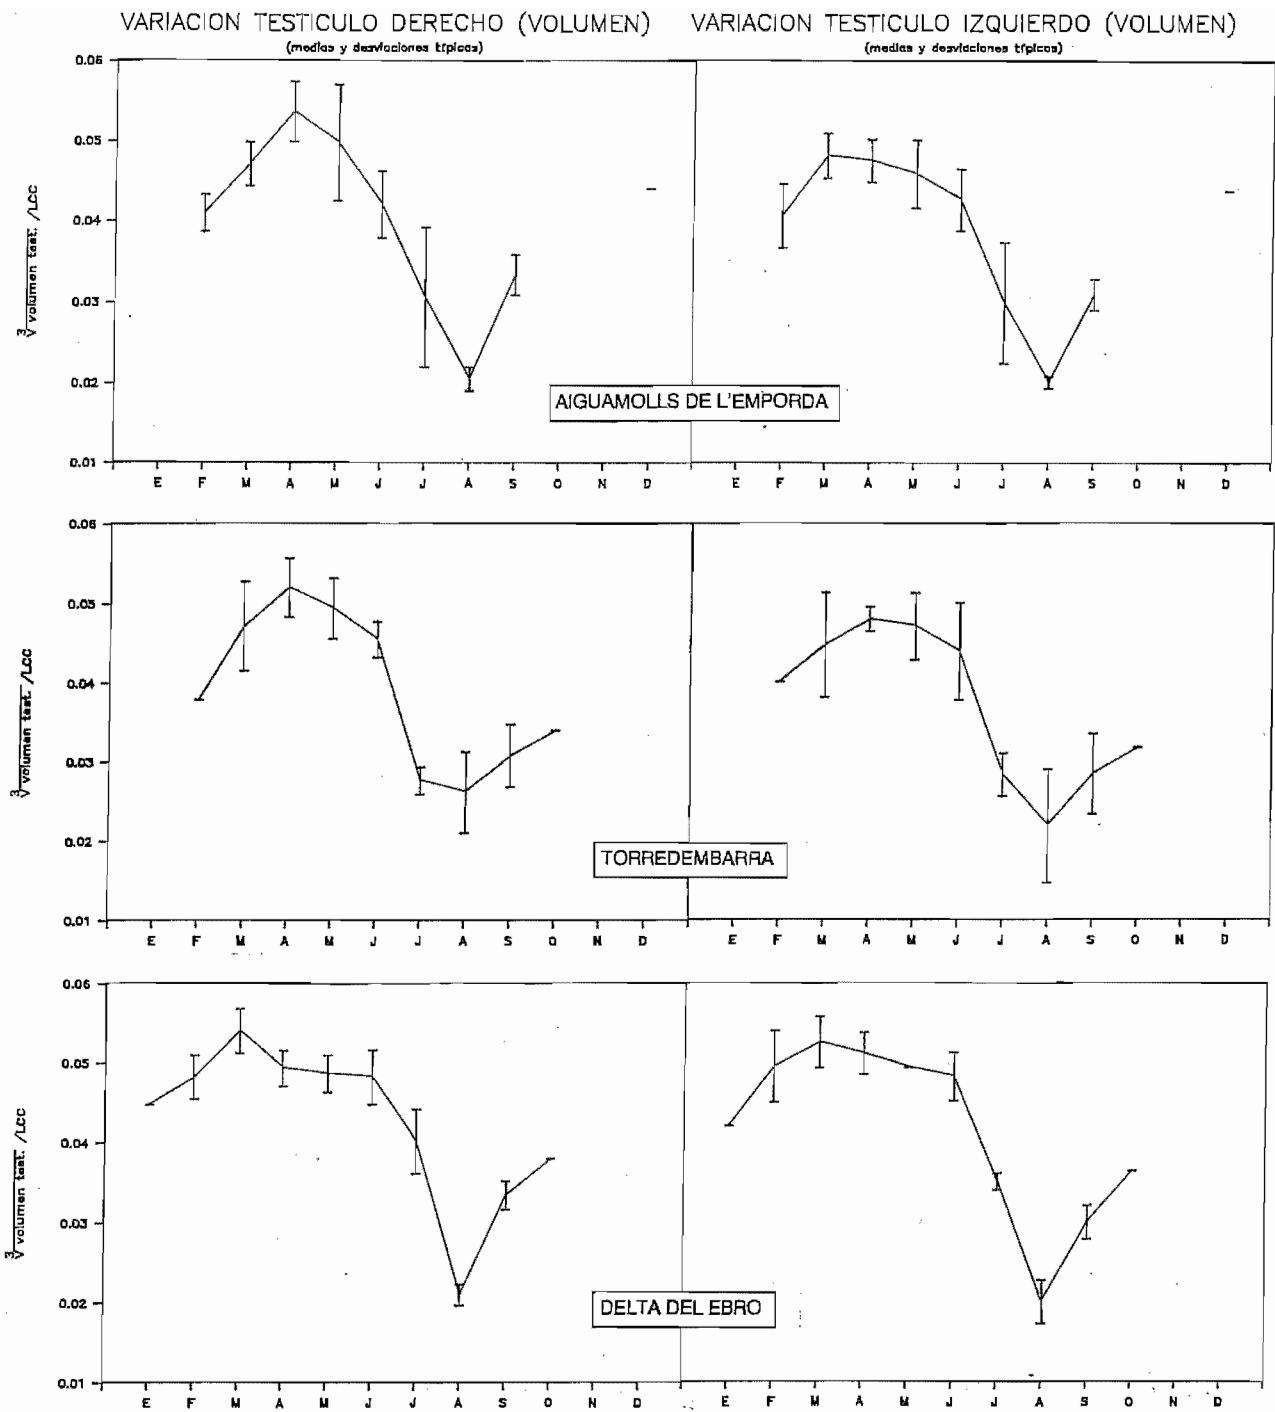 VARIACION TESTICULO DERECHO (VOLUMEN)
(medias y desviaciones típicas)
VARIACION TESTICULO IZQUIERDO (VOLUMEN)
(medias y desviaciones típicas)
0.06
0.05
0.04
0.03
0.02
0.01
3√volumen test. /LCC
E F M A M J J A S O N D
E F M A M J J A S O N D
AIGUAMOLLS DE L'EMPORDA
0.06
0.05
0.04
0.03
0.02
0.01
3√volumen test. /LCC
E F M A M J J A S O N D
E F M A M J J A S O N D
TORREDEMBARRA
0.06
0.05
0.04
0.03
0.02
0.01
3√volumen test. /LCC
E F M A M J J A S O N D
E F M A M J J A S O N D
DELTA DEL EBRO